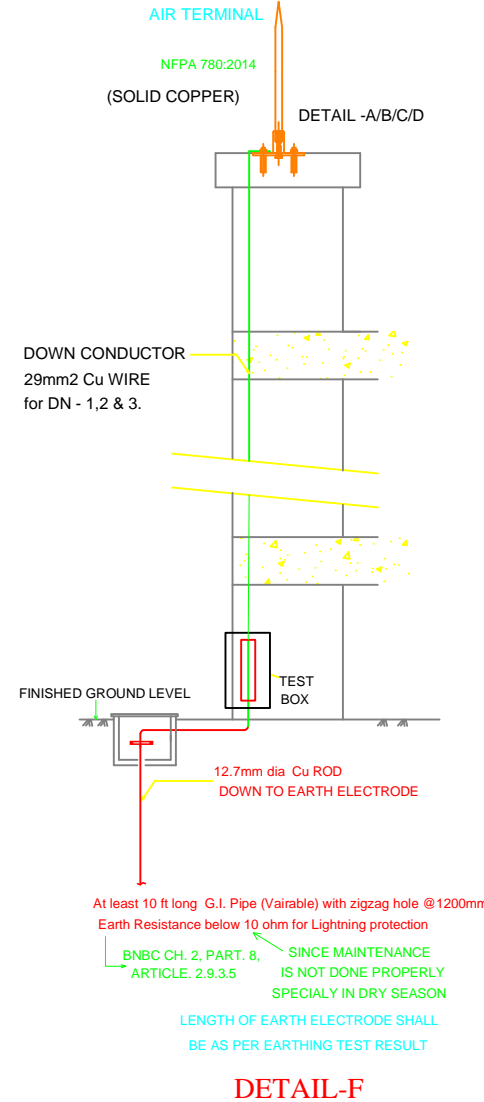 AIR TERMINAL
NFPA 780:2014
(SOLID COPPER)
DETAIL -A/B/C/D
DOWN CONDUCTOR
29mm2 Cu WIRE
for DN - 1,2 & 3.
TEST
BOX
FINISHED GROUND LEVEL
12.7mm dia Cu ROD
DOWN TO EARTH ELECTRODE
At least 10 ft long G.I. Pipe (Vairable) with zigzag hole @1200mm
Earth Resistance below 10 ohm for Lightning protection
BNBC CH. 2, PART. 8,
ARTICLE. 2.9.3.5
SINCE MAINTENANCE
IS NOT DONE PROPERLY
SPECIALY IN DRY SEASON
LENGTH OF EARTH ELECTRODE SHALL
BE AS PER EARTHING TEST RESULT
DETAIL-F